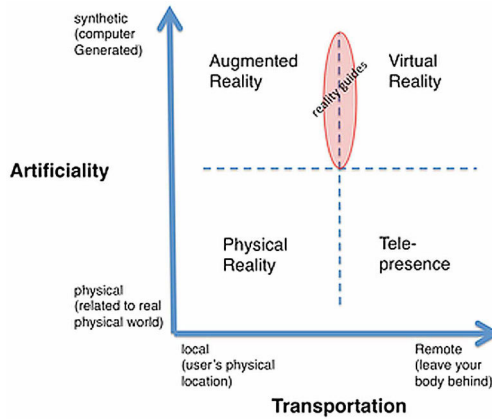 synthetic
(computer
Generated)
Augmented
Reality
reality guides
Virtual
Reality
Artificiality
Physical
Reality
Tele-
presence
physical
(related to real
physical world)
local
(user's physical
location)
Remote
(leave your
body behind)
Transportation